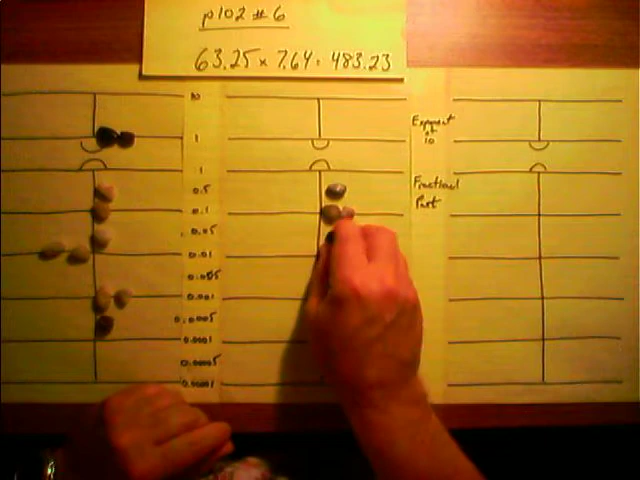 p102 #6
63.25 × 7.64 = 483.23
10
1
Exponent
of
10
1
0.5
Fractional
Part
0.1
0.05
0.01
0.005
0.001
0.0005
0.0001
0.00005
0.00001